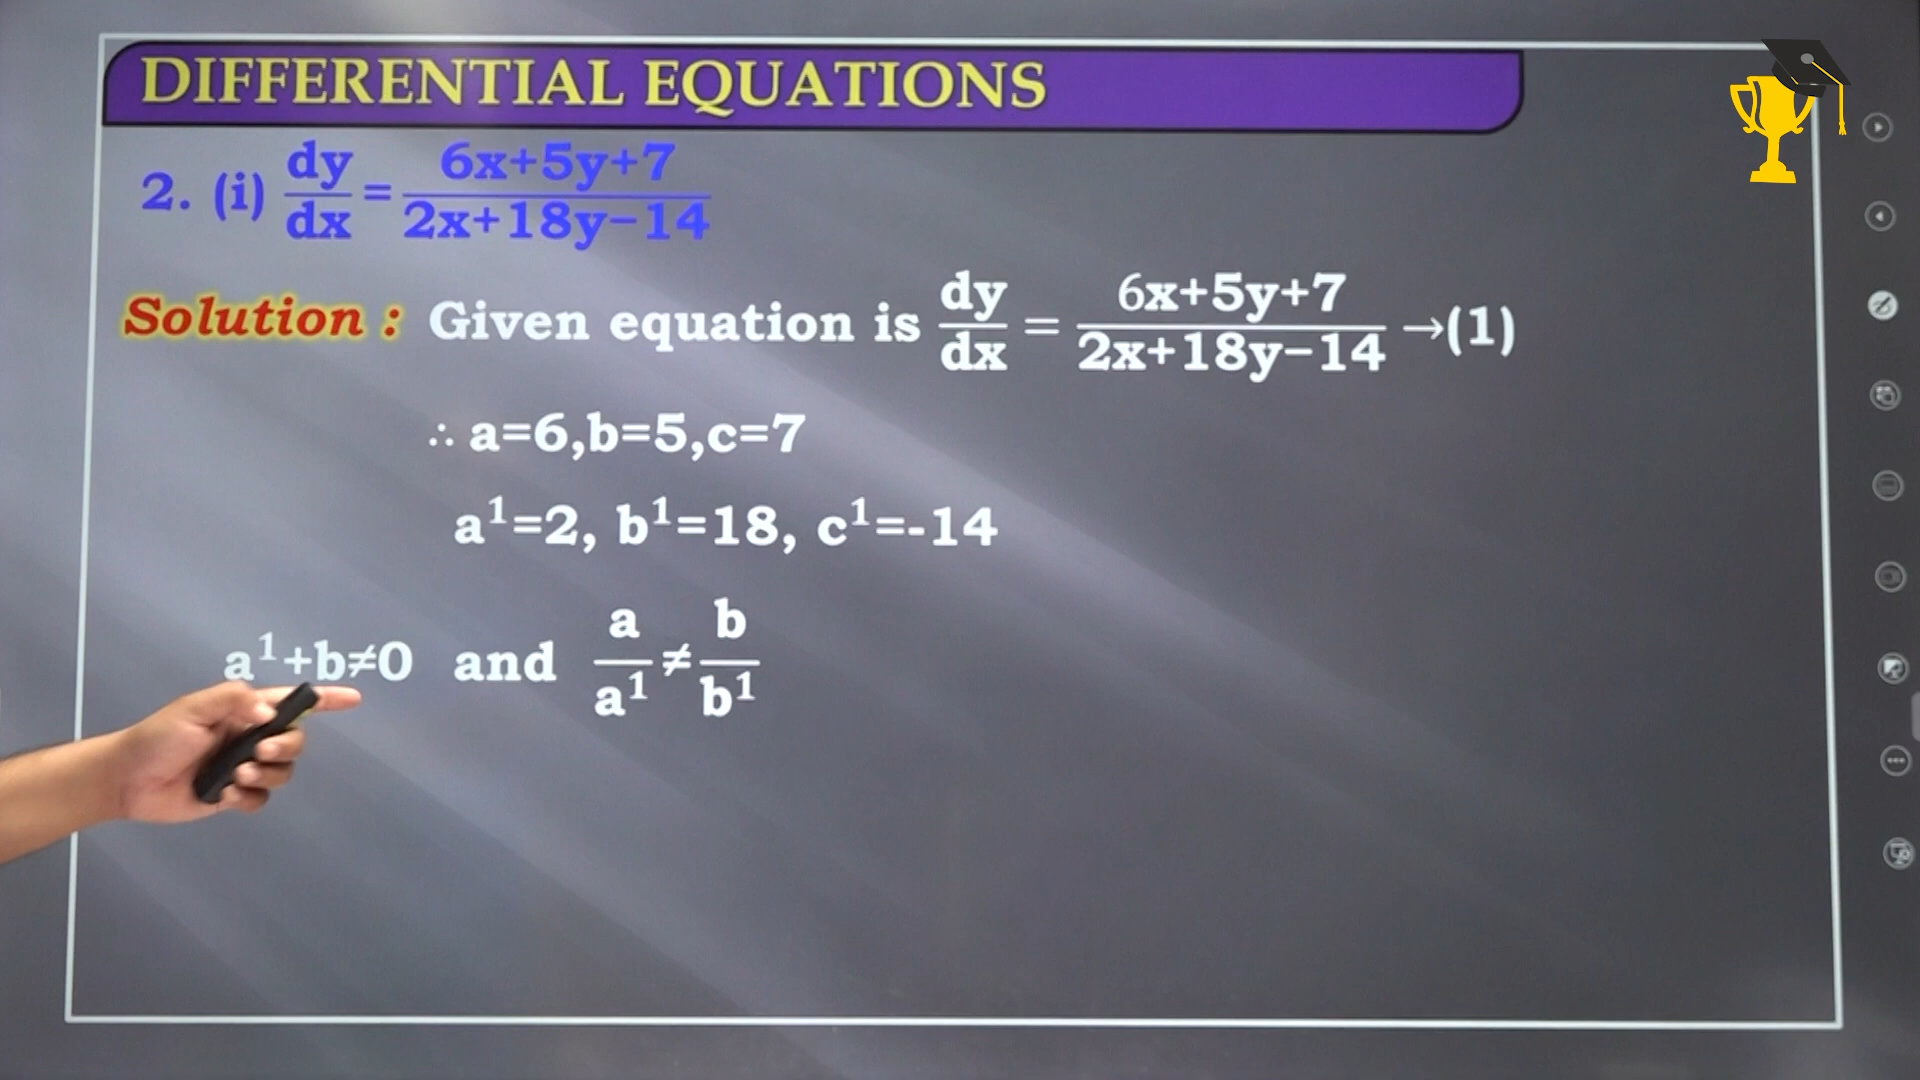 DIFFERENTIAL EQUATIONS
2. (i) dy/dx = 6x+5y+7/2x+18y−14
Solution : Given equation is dy/dx = 6x+5y+7/2x+18y−14 →(1)
∴ a=6,b=5,c=7
a¹=2, b¹=18, c¹=-14
a¹+b≠0 and a/a¹ ≠ b/b¹